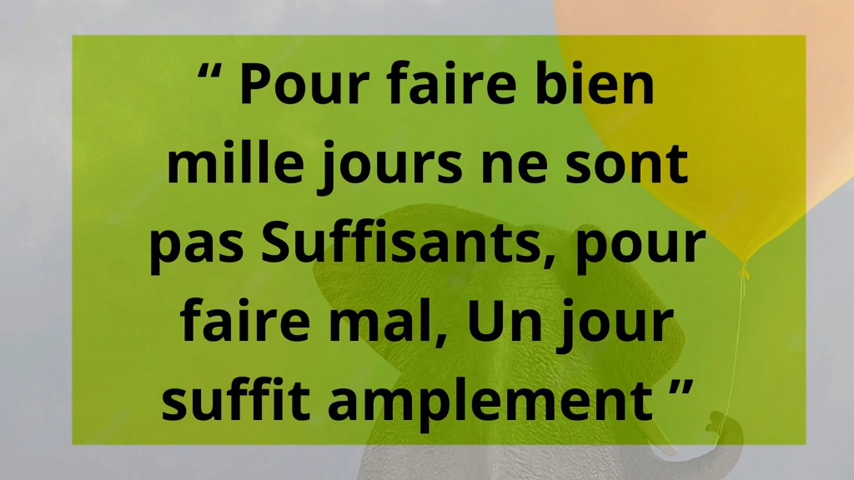 “ Pour faire bien
mille jours ne sont
pas Suffisants, pour
faire mal, Un jour
suffit amplement ”